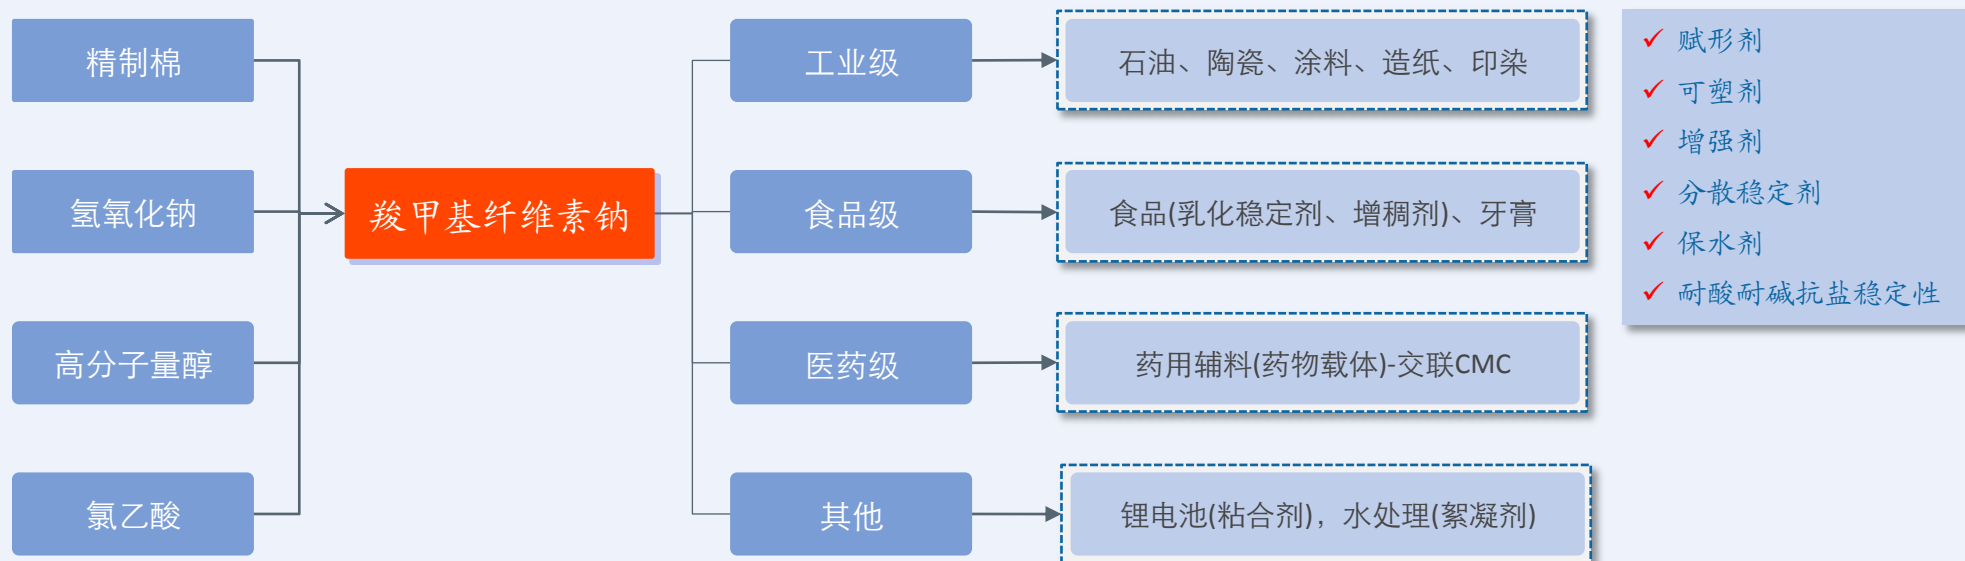 精制棉
氢氧化钠
高分子量醇
氯乙酸
羧甲基纤维素钠
工业级
石油、陶瓷、涂料、造纸、印染
食品级
食品(乳化稳定剂、增稠剂)、牙膏
医药级
药用辅料(药物载体)-交联CMC
其他
锂电池(粘合剂)，水处理(絮凝剂)
赋形剂
可塑剂
增强剂
分散稳定剂
保水剂
耐酸耐碱抗盐稳定性